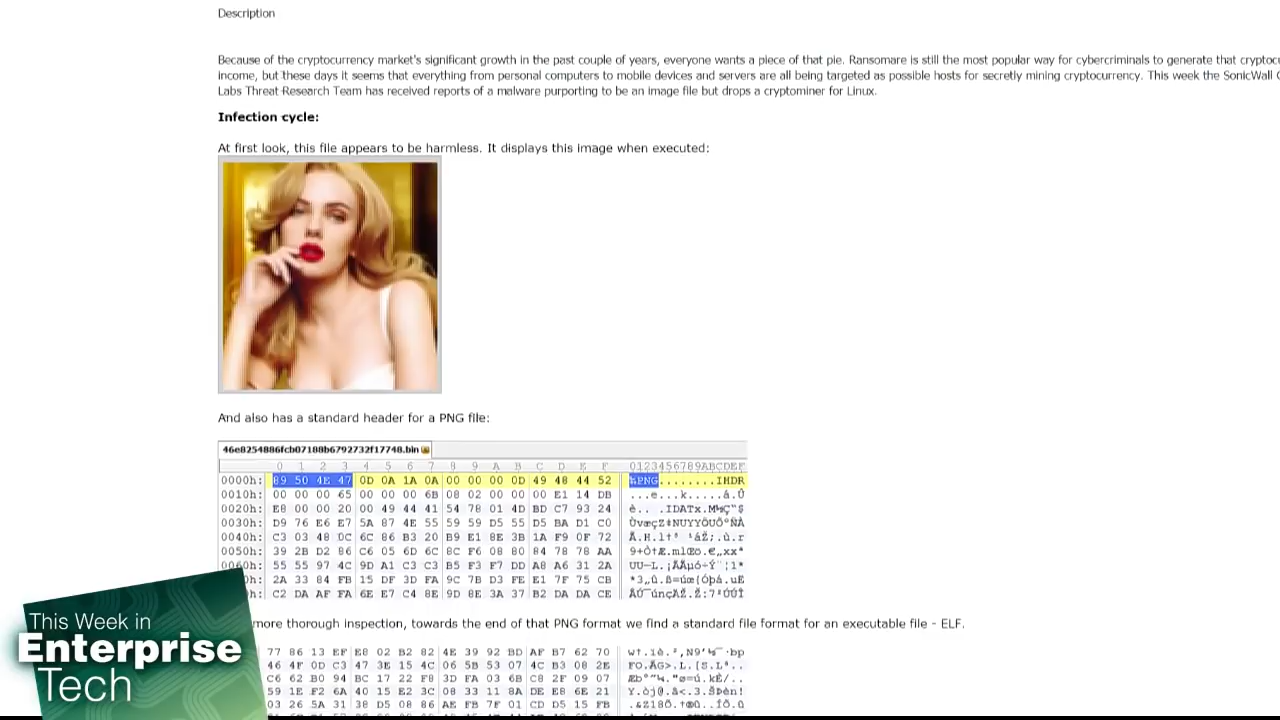 Description
Because of the cryptocurrency market's significant growth in the past couple of years, everyone wants a piece of that pie. Ransomare is still the most popular way for cybercriminals to generate that
income, but these days it seems that everything from personal computers to mobile devices and servers are all being targeted as possible hosts for secretly mining cryptocurrency. This week the SonicWall
Labs Threat Research Team has received reports of a malware purporting to be an image file but drops a cryptominer for Linux.
Infection cycle:
At first look, this file appears to be harmless. It displays this image when executed:
And also has a standard header for a PNG file:
46e8254886fcb07188b6792732f17748.bin
0 1 2 3 4 5 6 7 8 9 A B C D E F 0123456789ABCDEF
0000h: 89 50 4E 47 0D 0A 1A 0A 00 00 00 0D 49 48 44 52 ‰PNG........IHDR
0010h: 00 00 00 65 00 00 00 6B 08 02 00 00 00 E1 14 DB
0020h: E8 00 00 20 00 49 44 41 54 78 01 4D BD C7 93 24
0030h: D9 76 E6 E7 5A 87 4E 55 59 59 D5 55 D5 BA D1 C0
0040h: C3 03 48 0C 6C 86 B3 20 B9 E1 8E 3B 1A F9 0F 72
0050h: 39 2B D2 86 C6 05 6D 6C 8C F6 08 80 84 78 78 AA
0060h: 55 55 97 4C 9D A1 C3 C3 B5 F3 F7 DD A8 A6 31 2A
h: 2A 33 84 FB 15 DF 3D FA 9C 7B D3 FE E1 7F 75 CB
h: C2 DA AF FA 6E E7 C4 8E 9D 8E 3A 37 B2 DA DA CE
more thorough inspection, towards the end of that PNG format we find a standard file format for an executable file - ELF.
77 86 13 EF E8 02 B2 82 4E 39 92 BD AF B7 62 70
46 4F 0D C3 47 3E 15 4C 06 5B 53 07 4C B3 08 2E
C6 62 B0 94 BC 17 22 F8 3D FA 03 6B C2 2F 09 07
59 1E F2 6A 40 15 E2 3C 08 33 11 8A DE E8 6E 21
03 26 5A 31 38 D5 08 86 AE FB 7F 01 CD D5 15 FB
This Week in
Enterprise
Tech